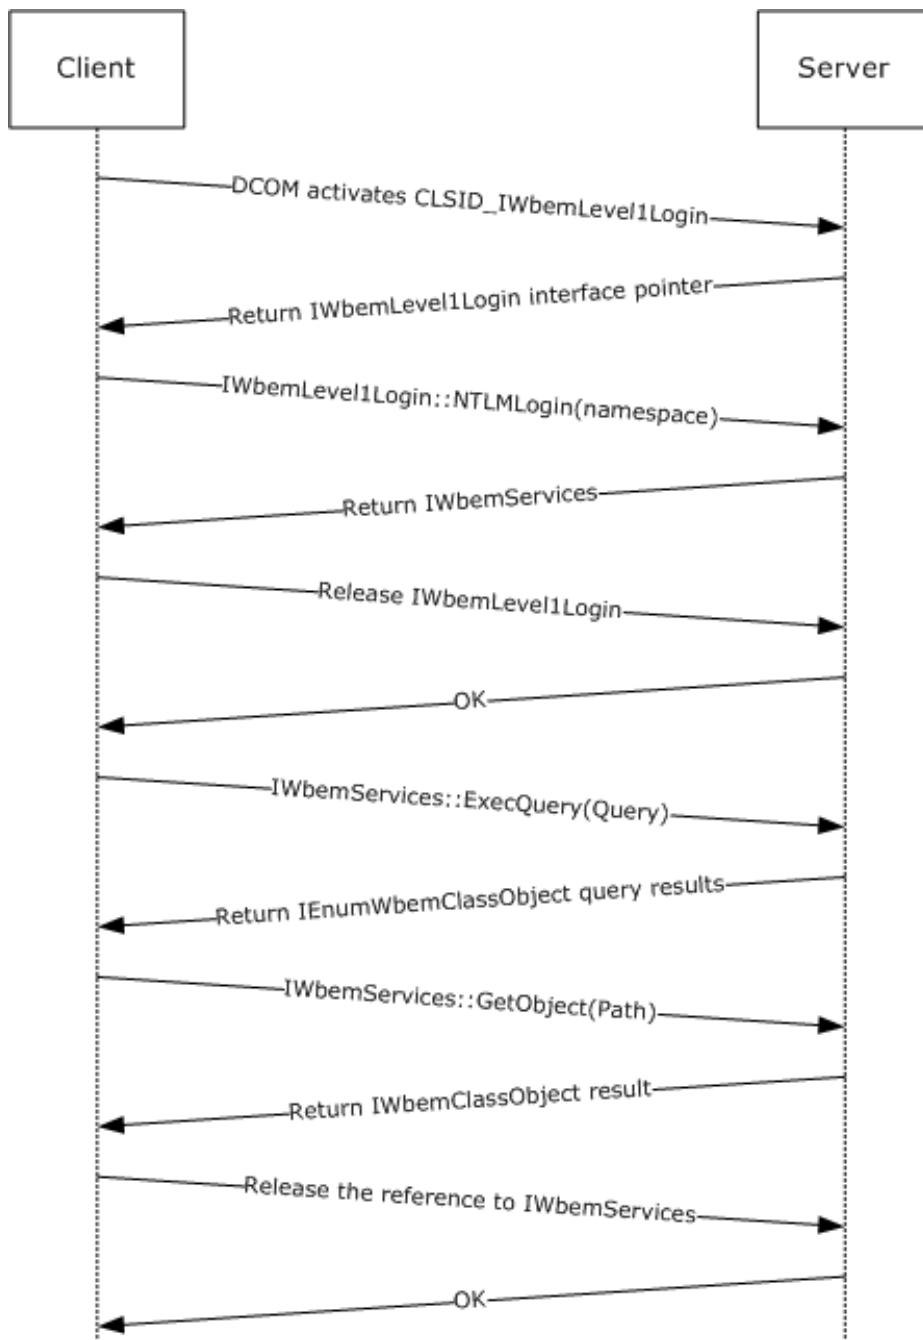 Client
Server
DCOM activates CLSID_IWbemLevel1Login
Return IWbemLevel1Login interface pointer
IWbemLevel1Login::NTLMLogin(namespace)
Return IWbemServices
Release IWbemLevel1Login
OK
IWbemServices::ExecQuery(Query)
Return IEnumWbemClassObject query results
IWbemServices::GetObject(Path)
Return IWbemClassObject result
Release the reference to IWbemServices
OK